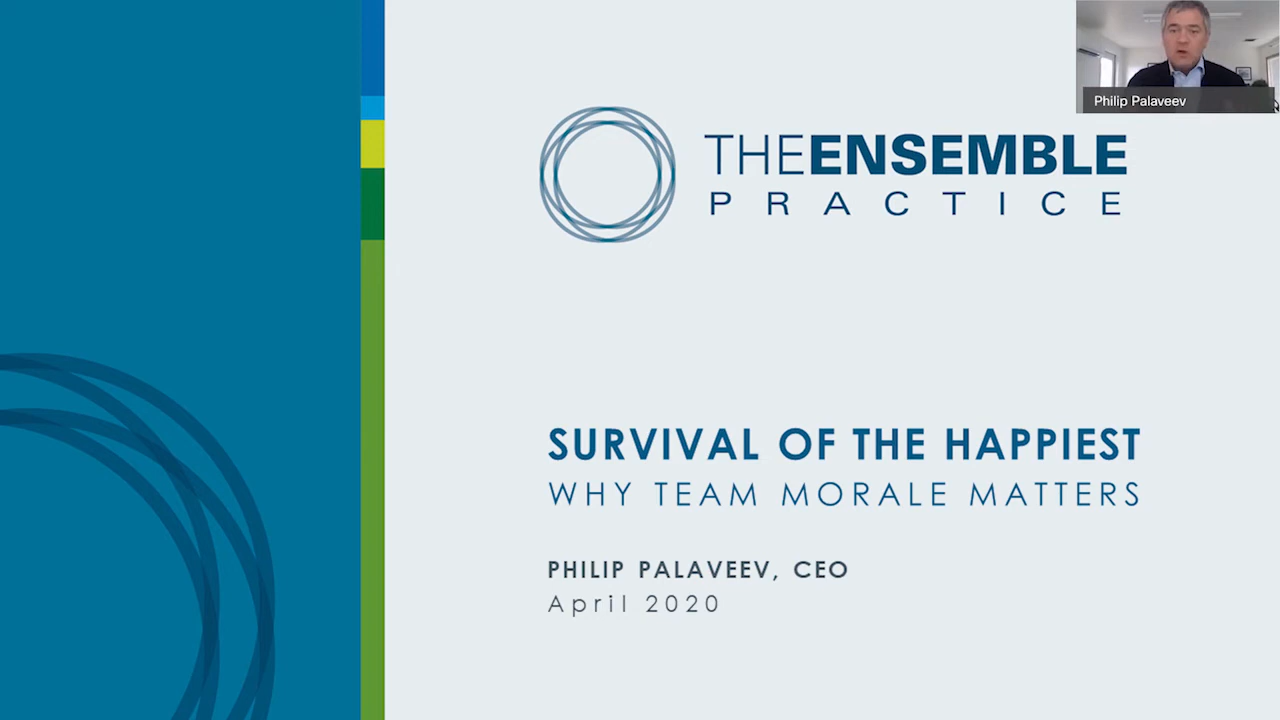 Philip Palaveev
THEENSEMBLE
PRACTICE
SURVIVAL OF THE HAPPIEST
WHY TEAM MORALE MATTERS
PHILIP PALAVEEV, CEO
April 2020